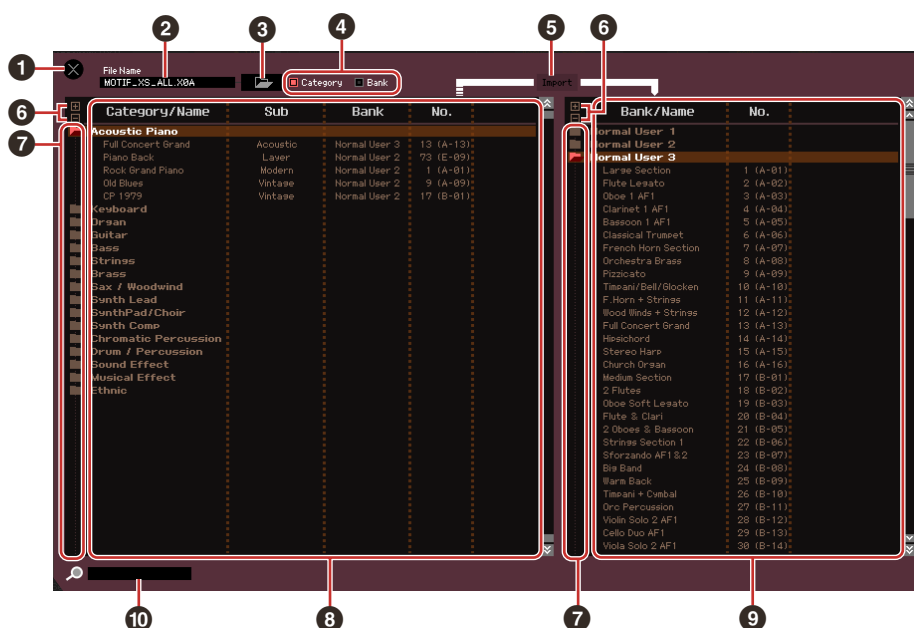 2 3 4 5 6
1
File Name
MOTIF_XS_ALL.X0A
Category Bank
Import
6
7
Category/Name Sub Bank No.
Acoustic Piano
Full Concert Grand Acoustic Normal User 3 13 (A-13)
Piano Back Layer Normal User 2 73 (E-09)
Rock Grand Piano Modern Normal User 2 1 (A-01)
Old Blues Vintage Normal User 2 9 (A-09)
CP 1979 Vintage Normal User 2 17 (B-01)
Keyboard
Organ
Guitar
Bass
Strings
Brass
Sax / Woodwind
Synth Lead
SynthPad/Choir
Synth Comp
Chromatic Percussion
Drum / Percussion
Sound Effect
Musical Effect
Ethnic
Bank/Name No.
Normal User 1
Normal User 2
Normal User 3
Large Section 1 (A-01)
Flute Legato 2 (A-02)
Oboe 1 AF1 3 (A-03)
Clarinet 1 AF1 4 (A-04)
Bassoon 1 AF1 5 (A-05)
Classical Trumpet 6 (A-06)
French Horn Section 7 (A-07)
Orchestra Brass 8 (A-08)
Pizzicato 9 (A-09)
Timpani/Bell/Glocken 10 (A-10)
F.Horn + Strings 11 (A-11)
Wood Winds + Strings 12 (A-12)
Full Concert Grand 13 (A-13)
Hipsichord 14 (A-14)
Stereo Harp 15 (A-15)
Church Organ 16 (A-16)
Medium Section 17 (B-01)
2 Flutes 18 (B-02)
Oboe Soft Legato 19 (B-03)
Flute & Clari 20 (B-04)
2 Oboes & Bassoon 21 (B-05)
Strings Section 1 22 (B-06)
Sforzando AF1&2 23 (B-07)
Big Band 24 (B-08)
Warm Back 25 (B-09)
Timpani + Cymbal 26 (B-10)
Orc Percussion 27 (B-11)
Violin Solo 2 AF1 28 (B-12)
Cello Duo AF1 29 (B-13)
Viola Solo 2 AF1 30 (B-14)
10 8 7 9